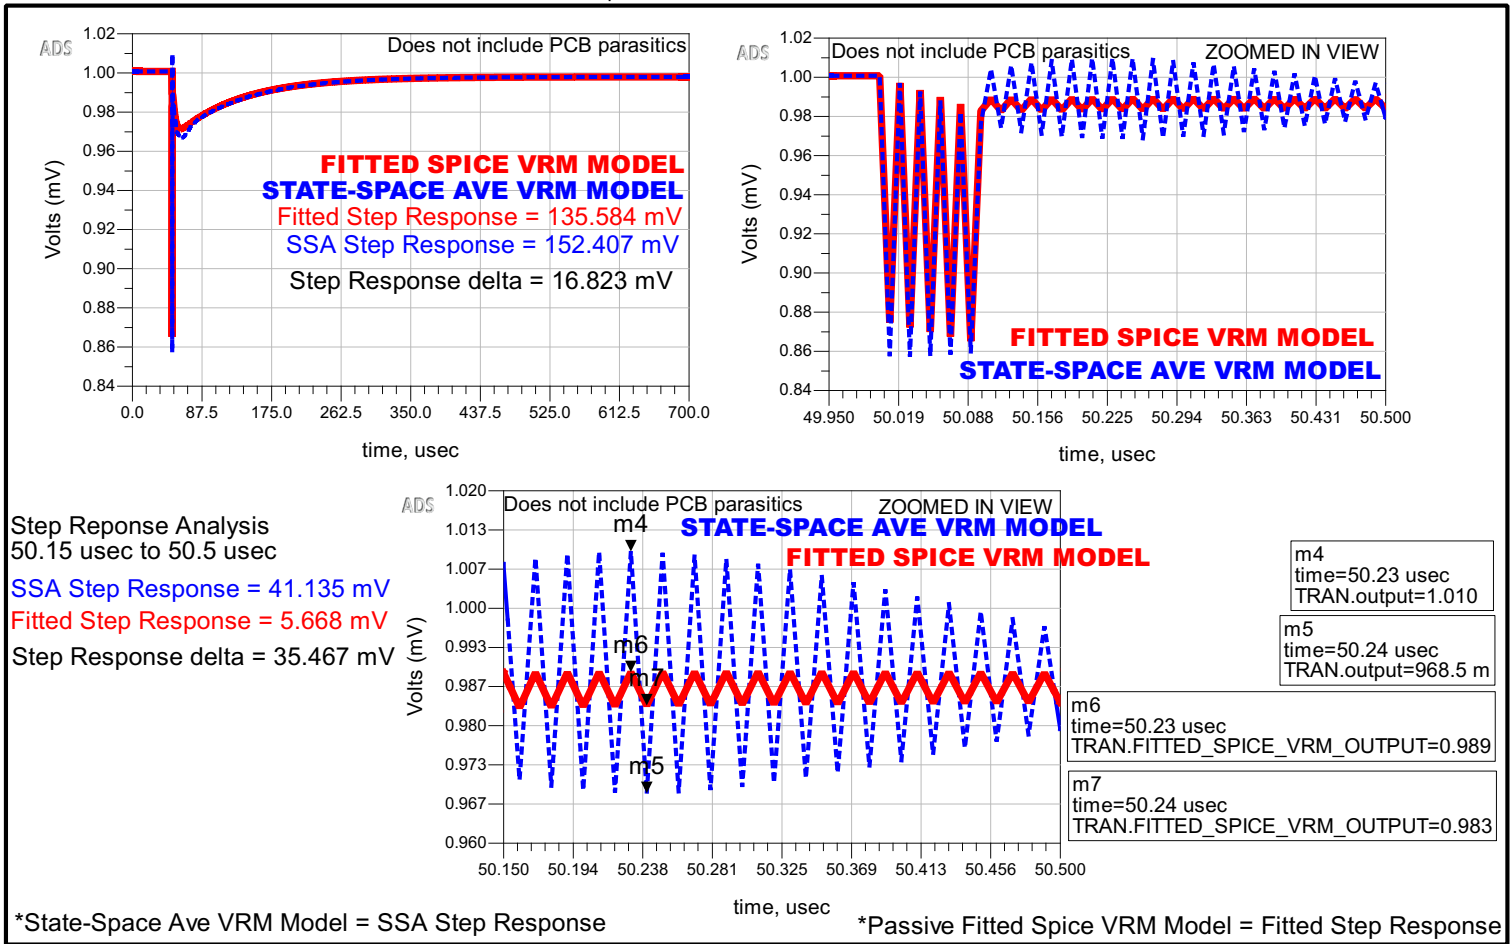 ADS
Does not include PCB parasitics
1.02
1.00
0.98
0.96
0.94
0.92
0.90
0.88
0.86
0.84
Volts (mV)
FITTED SPICE VRM MODEL
STATE-SPACE AVE VRM MODEL
Fitted Step Response = 135.584 mV
SSA Step Response = 152.407 mV
Step Response delta = 16.823 mV
0.0 87.5 175.0 262.5 350.0 437.5 525.0 612.5 700.0
time, usec
ADS
Does not include PCB parasitics ZOOMED IN VIEW
1.02
1.00
0.98
0.96
0.94
0.92
0.90
0.88
0.86
0.84
Volts (mV)
FITTED SPICE VRM MODEL
STATE-SPACE AVE VRM MODEL
49.950 50.019 50.088 50.156 50.225 50.294 50.363 50.431 50.500
time, usec
Step Reponse Analysis
50.15 usec to 50.5 usec
SSA Step Response = 41.135 mV
Fitted Step Response = 5.668 mV
Step Response delta = 35.467 mV
ADS
Does not include PCB parasitics ZOOMED IN VIEW
m4
STATE-SPACE AVE VRM MODEL
FITTED SPICE VRM MODEL
1.020
1.013
1.007
1.000
0.993
0.987
0.980
0.973
0.967
0.960
Volts (mV)
m6
m7
m5
50.150 50.194 50.238 50.281 50.325 50.369 50.413 50.456 50.500
time, usec
m4
time=50.23 usec
TRAN.output=1.010
m5
time=50.24 usec
TRAN.output=968.5 m
m6
time=50.23 usec
TRAN.FITTED_SPICE_VRM_OUTPUT=0.989
m7
time=50.24 usec
TRAN.FITTED_SPICE_VRM_OUTPUT=0.983
*State-Space Ave VRM Model = SSA Step Response
*Passive Fitted Spice VRM Model = Fitted Step Response